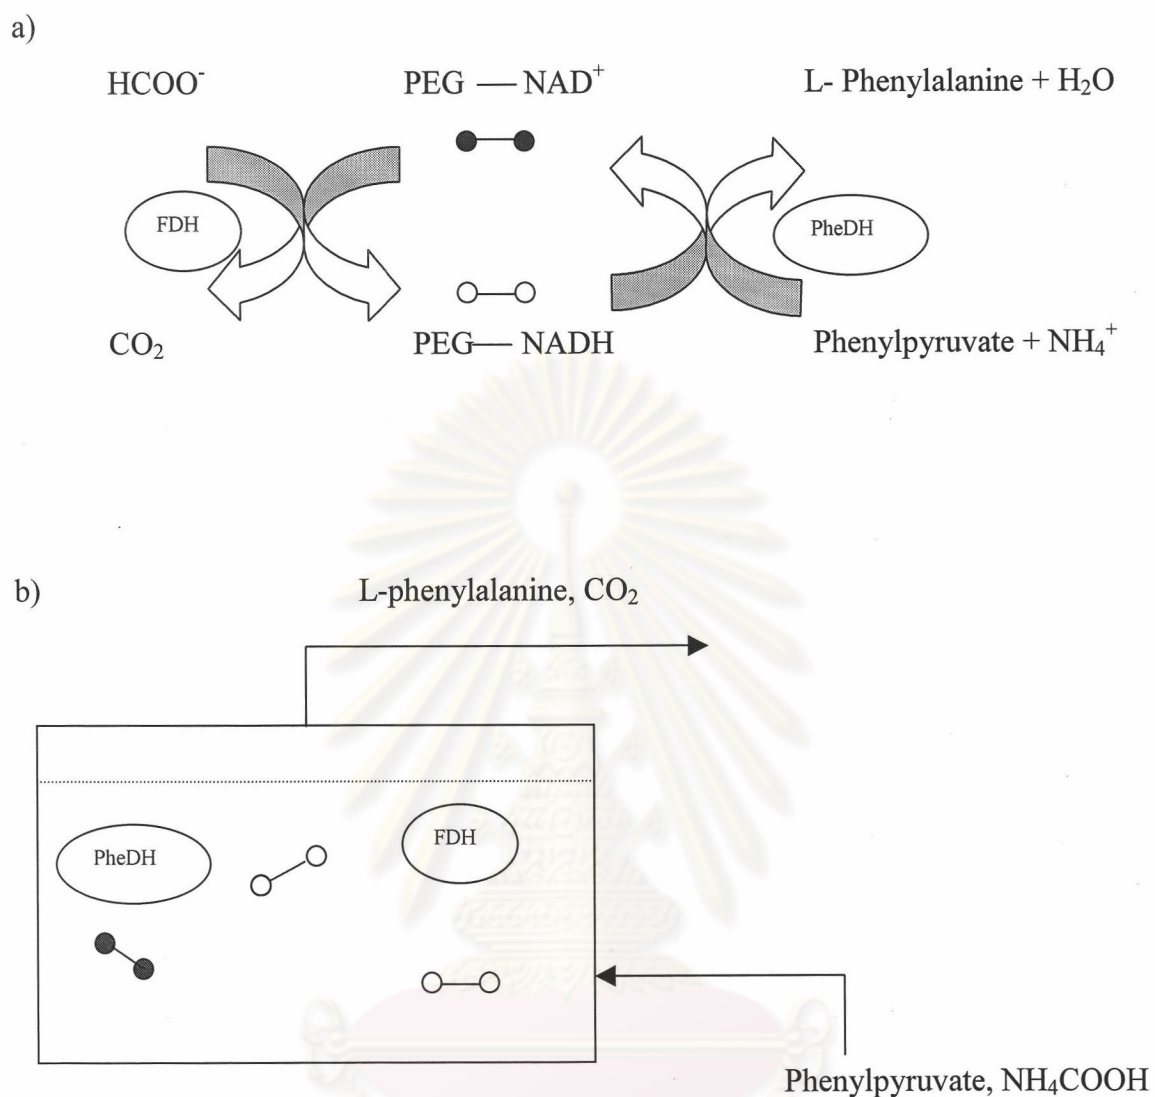 a)
HCOO⁻ PEG — NAD⁺ L- Phenylalanine + H₂O
FDH PheDH
CO₂ PEG— NADH Phenylpyruvate + NH₄⁺
b) L-phenylalanine, CO₂
PheDH FDH
Phenylpyruvate, NH₄COOH